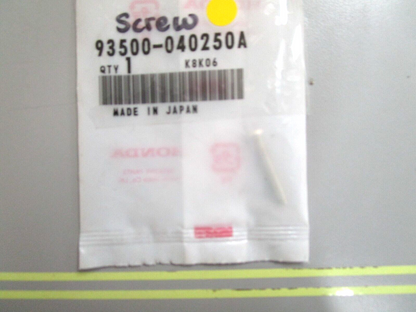 Screw
93500-040250A
QTY 1 K8K06
MADE IN JAPAN
HONDA